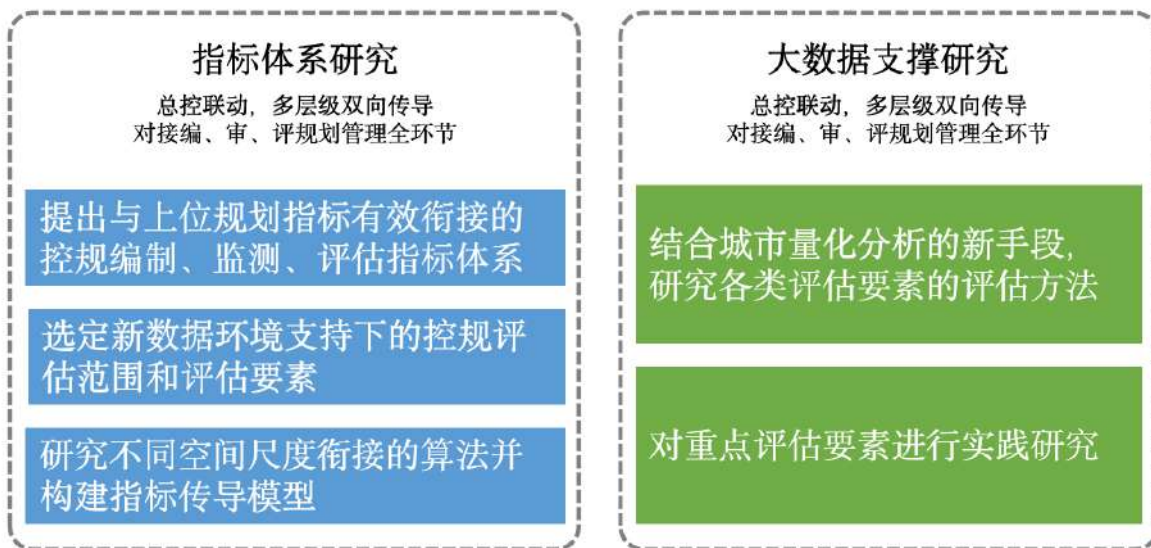 指标体系研究
总控联动，多层级双向传导
对接编、审、评规划管理全环节
提出与上位规划指标有效衔接的
控规编制、监测、评估指标体系
选定新数据环境支持下的控规评
估范围和评估要素
研究不同空间尺度衔接的算法并
构建指标传导模型
大数据支撑研究
总控联动，多层级双向传导
对接编、审、评规划管理全环节
结合城市量化分析的新手段，
研究各类评估要素的评估方法
对重点评估要素进行实践研究